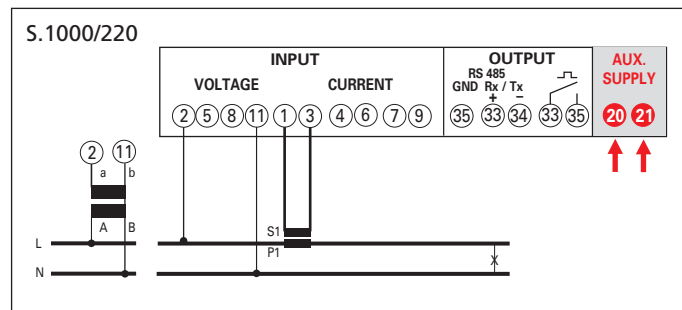 S.1000/220
INPUT
OUTPUT
AUX.
SUPPLY
VOLTAGE
CURRENT
RS 485
GND Rx / Tx
+ –
2 5 8 11 1 3 4 6 7 9
35 33 34 33 35
20 21
2 11
a b
A B
S1
P1
L
N
X